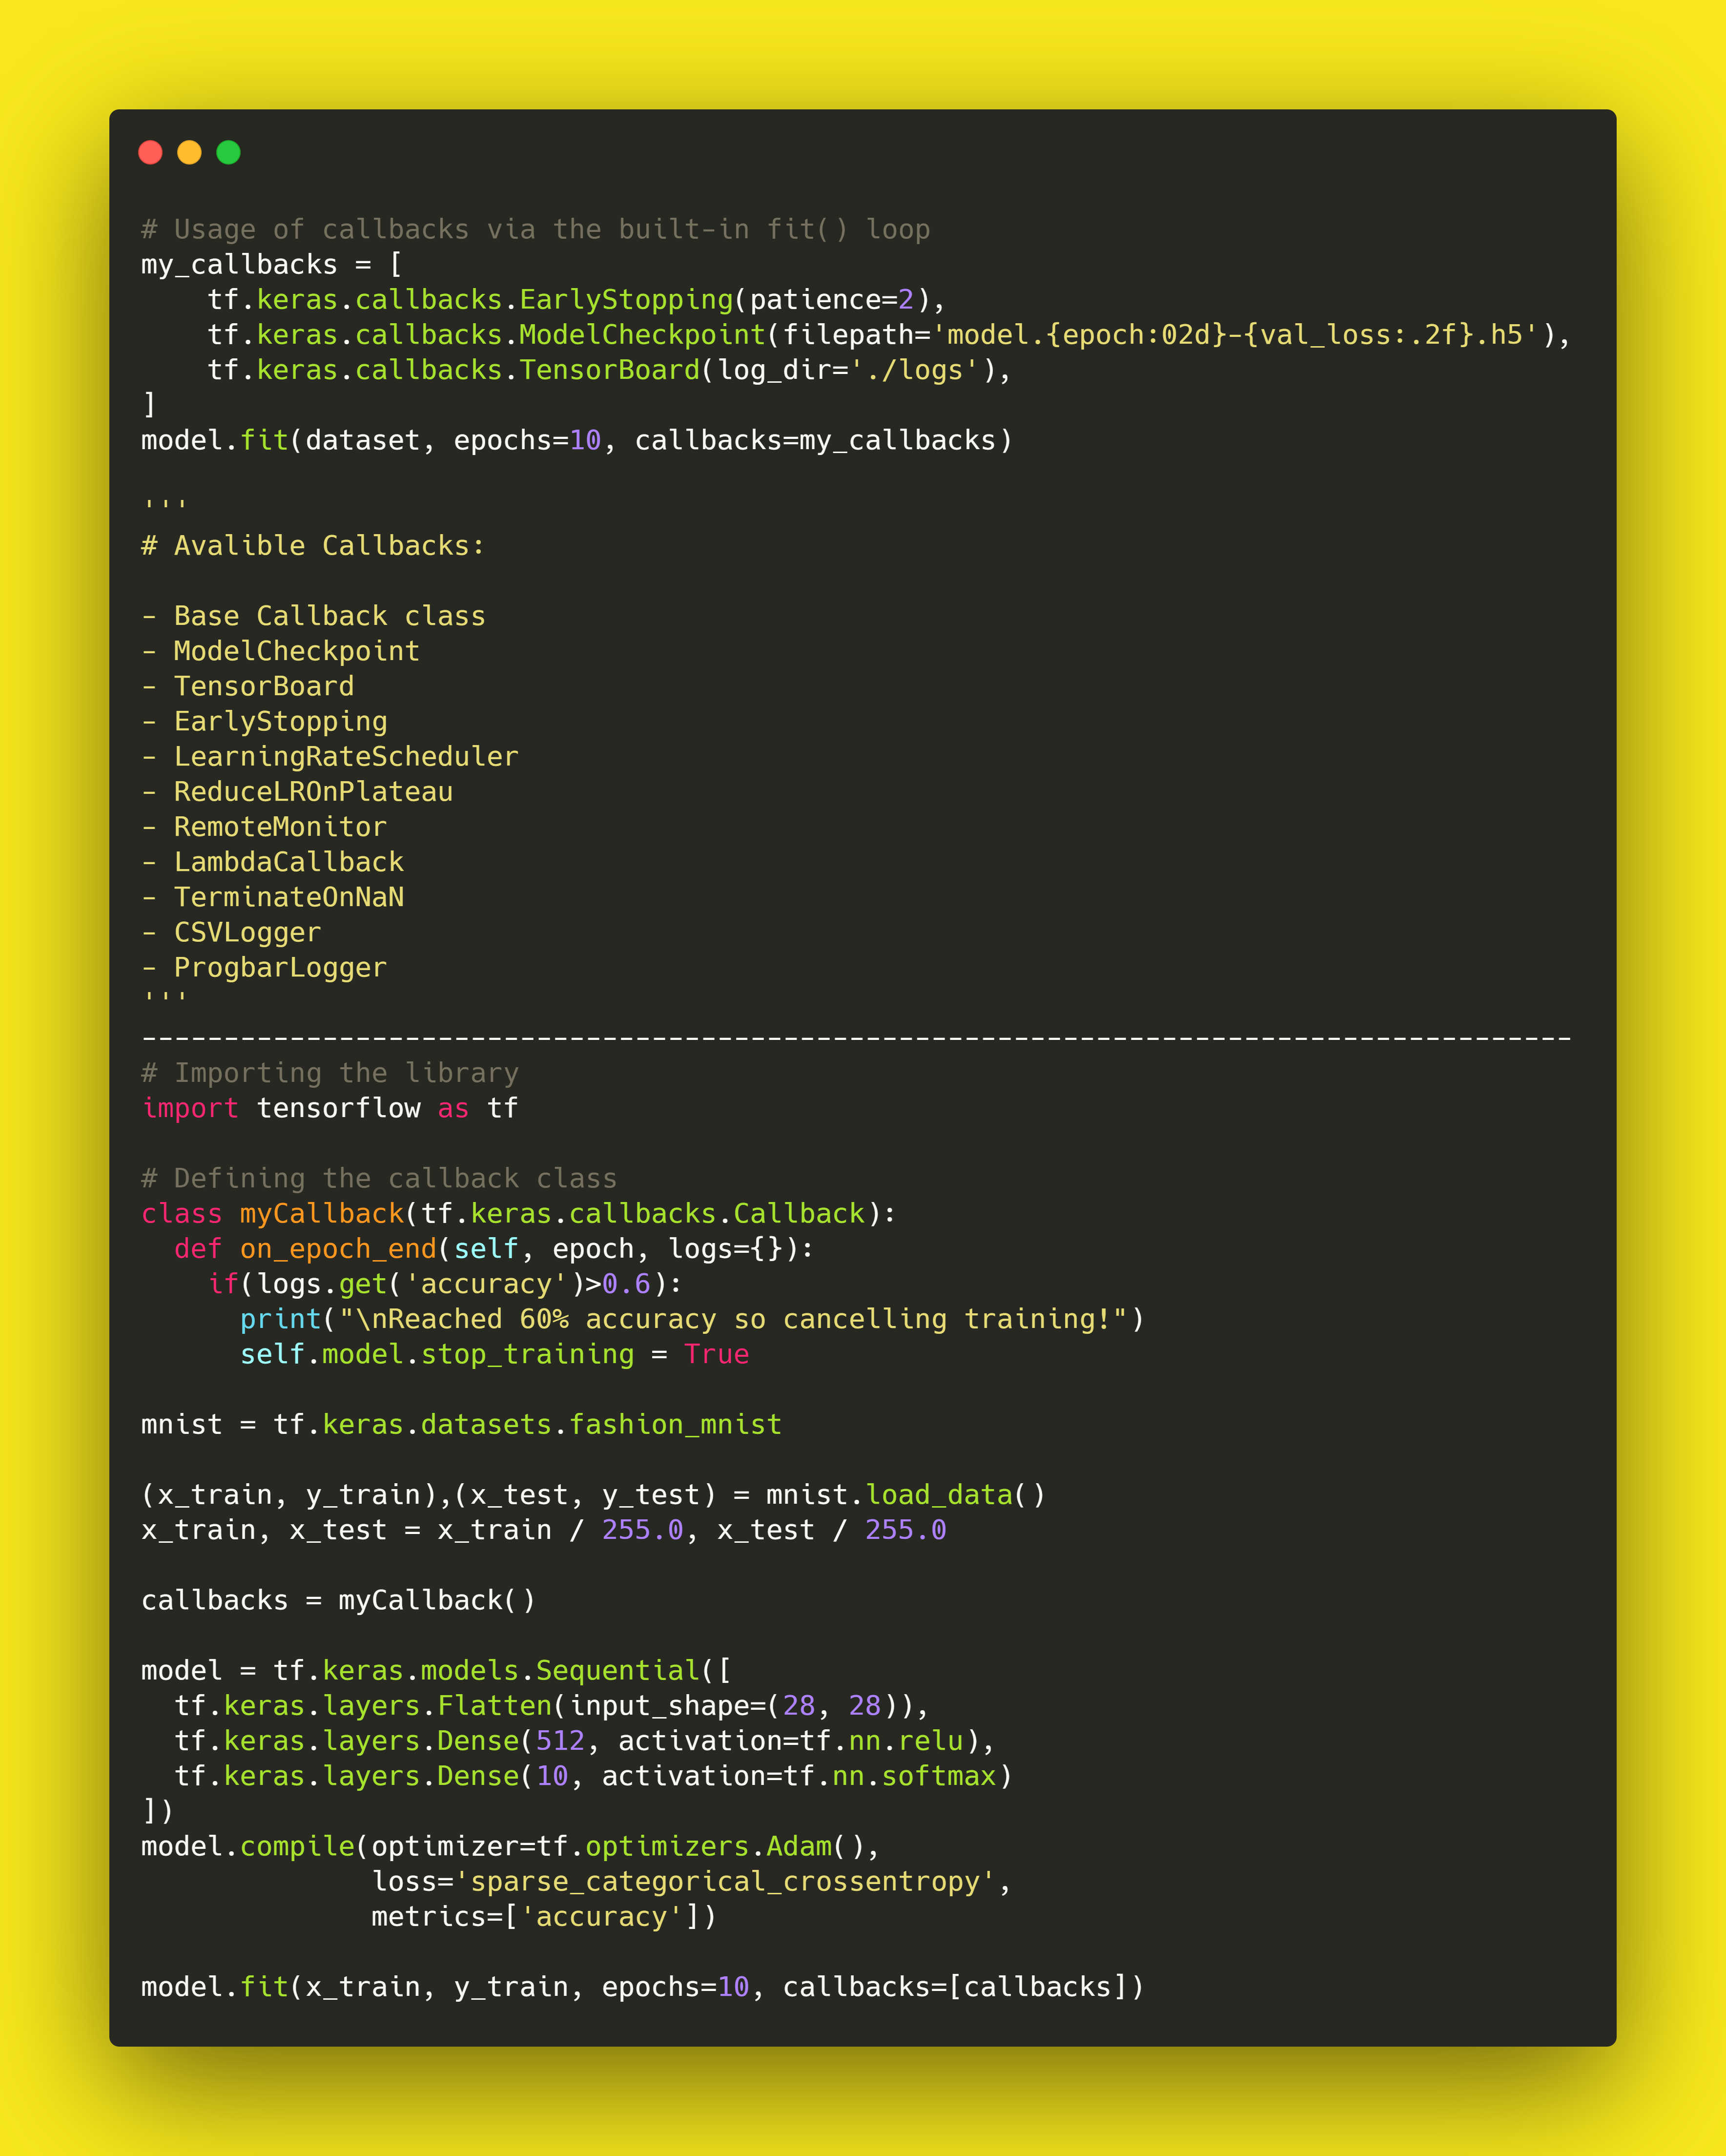 # Usage of callbacks via the built-in fit() loop
my_callbacks = [
    tf.keras.callbacks.EarlyStopping(patience=2),
    tf.keras.callbacks.ModelCheckpoint(filepath='model.{epoch:02d}-{val_loss:.2f}.h5'),
    tf.keras.callbacks.TensorBoard(log_dir='./logs'),
]
model.fit(dataset, epochs=10, callbacks=my_callbacks)

'''
# Avalible Callbacks:

- Base Callback class
- ModelCheckpoint
- TensorBoard
- EarlyStopping
- LearningRateScheduler
- ReduceLROnPlateau
- RemoteMonitor
- LambdaCallback
- TerminateOnNaN
- CSVLogger
- ProgbarLogger
'''
---------------------------------------------------------------------------------------
# Importing the library
import tensorflow as tf

# Defining the callback class
class myCallback(tf.keras.callbacks.Callback):
  def on_epoch_end(self, epoch, logs={}):
    if(logs.get('accuracy')>0.6):
      print("\nReached 60% accuracy so cancelling training!")
      self.model.stop_training = True

mnist = tf.keras.datasets.fashion_mnist

(x_train, y_train),(x_test, y_test) = mnist.load_data()
x_train, x_test = x_train / 255.0, x_test / 255.0

callbacks = myCallback()

model = tf.keras.models.Sequential([
  tf.keras.layers.Flatten(input_shape=(28, 28)),
  tf.keras.layers.Dense(512, activation=tf.nn.relu),
  tf.keras.layers.Dense(10, activation=tf.nn.softmax)
])
model.compile(optimizer=tf.optimizers.Adam(),
              loss='sparse_categorical_crossentropy',
              metrics=['accuracy'])

model.fit(x_train, y_train, epochs=10, callbacks=[callbacks])